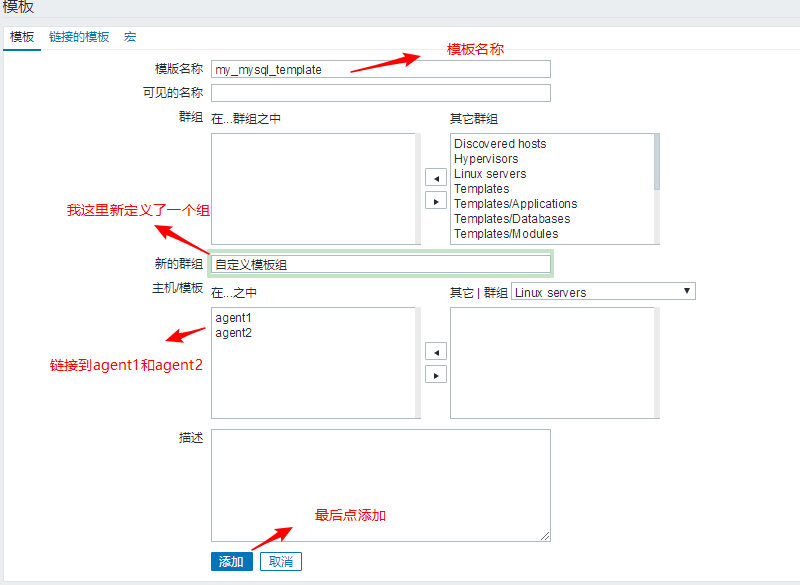 模板
模板 链接的模板 宏
模板名称
模版名称 my_mysql_template
可见的名称
群组 在...群组之中 其它群组
Discovered hosts
Hypervisors
Linux servers
Templates
Templates/Applications
Templates/Databases
Templates/Modules
我这里新定义了一个组
新的群组 自定义模板组
主机/模板 在...之中 其它 | 群组 Linux servers
agent1
agent2
链接到agent1和agent2
描述
最后点添加
添加 取消